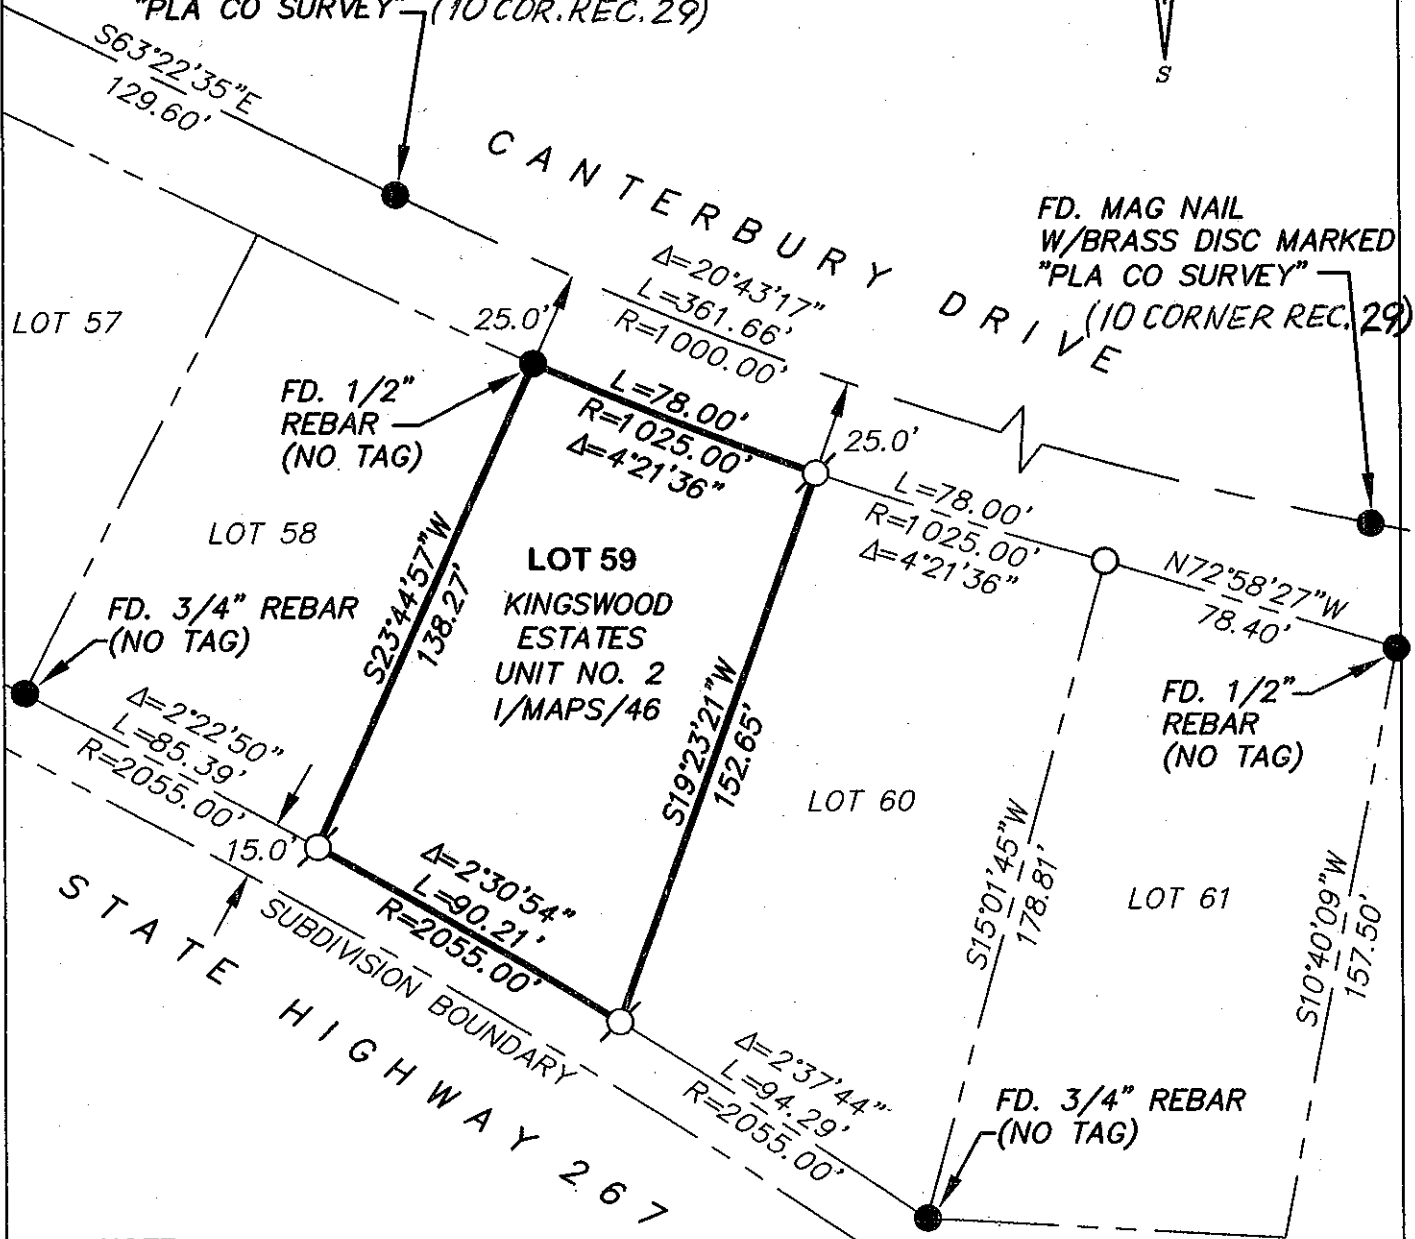 "PLA CO SURVEY" (10 COR. REC. 29)
S
S63°22'35"E
129.60'
CANTERBURY DRIVE
FD. MAG NAIL
W/BRASS DISC MARKED
"PLA CO SURVEY"
(10 CORNER REC. 29)
Δ=20°43'17"
L=361.66'
R=1000.00'
25.0'
LOT 57
FD. 1/2"
REBAR
(NO TAG)
L=78.00'
R=1025.00'
Δ=4°21'36"
25.0'
L=78.00'
R=1025.00'
Δ=4°21'36"
N72°58'27"W
78.40'
LOT 58
LOT 59
KINGSWOOD
ESTATES
UNIT NO. 2
I/MAPS/46
S23°44'57"W
138.27'
FD. 3/4" REBAR
(NO TAG)
S19°23'21"W
152.65'
FD. 1/2"
REBAR
(NO TAG)
Δ=2°22'50"
L=85.39'
R=2055.00'
15.0'
LOT 60
S15°01'45"W
178.81'
LOT 61
S10°40'09"W
157.50'
Δ=2°30'54"
L=90.21'
R=2055.00'
SUBDIVISION BOUNDARY
STATE HIGHWAY 267
Δ=2°37'44"
L=94.29'
R=2055.00'
FD. 3/4" REBAR
(NO TAG)